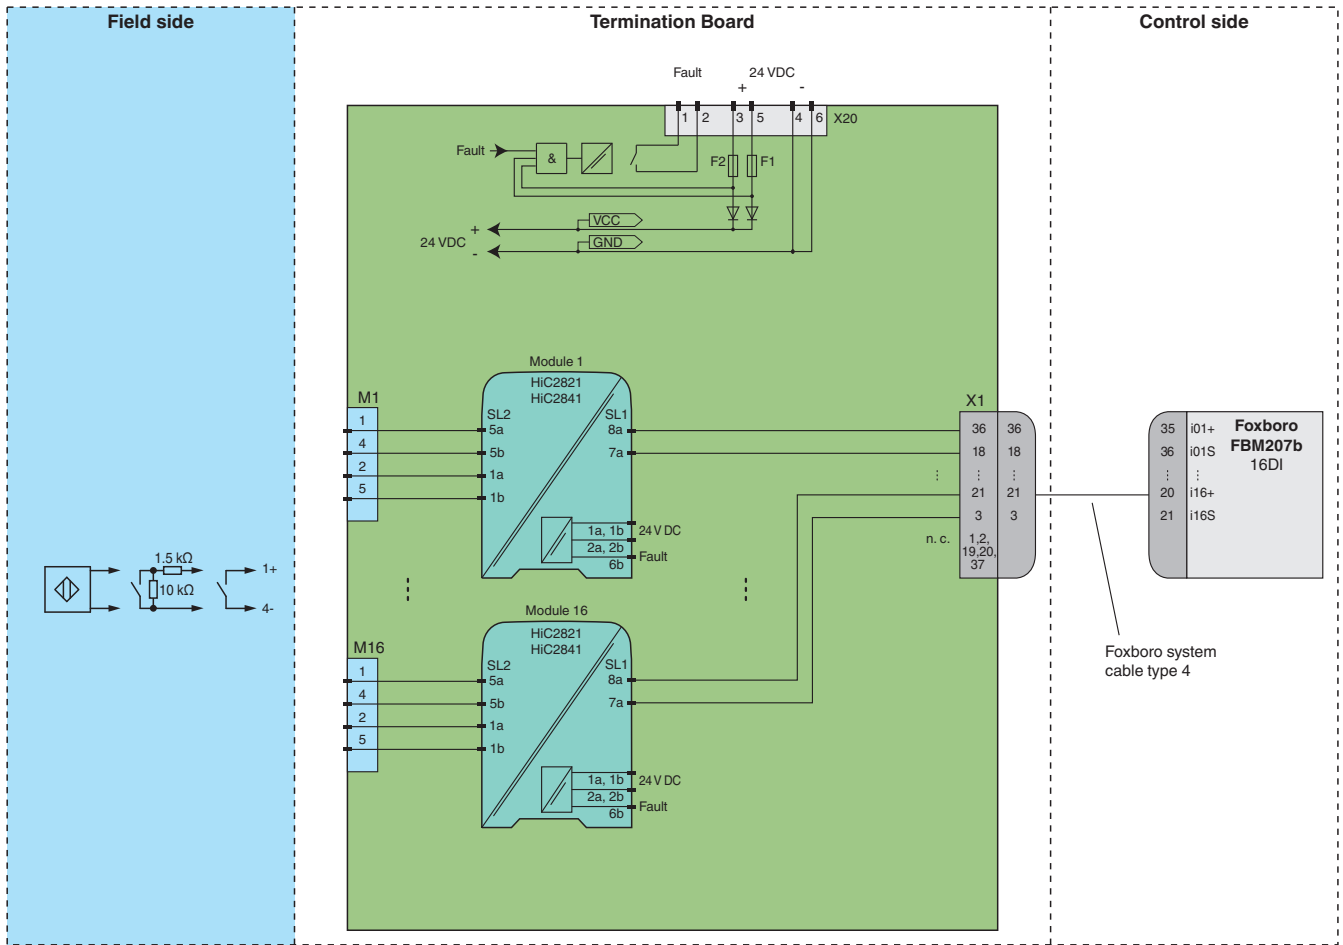 Field side
Termination Board
Control side
Fault 24 VDC
+ -
1 2 3 5 4 6 X20
Fault
&
F2 F1
VCC
+
24 VDC
GND
-
Module 1
HiC2821
HiC2841
M1
1
4
2
5
SL2
5a
5b
1a
1b
SL1
8a
7a
1a, 1b
2a, 2b
6b
24 V DC
Fault
X1
36 36
18 18
⋮ ⋮ ⋮
21 21
3 3
n. c. 1,2,
19,20,
37
35 i01+
36 i01S
⋮ ⋮
20 i16+
21 i16S
Foxboro
FBM207b
16DI
1.5 kΩ
10 kΩ
1+
4-
Module 16
HiC2821
HiC2841
M16
1
4
2
5
SL2
5a
5b
1a
1b
SL1
8a
7a
1a, 1b
2a, 2b
6b
24 V DC
Fault
Foxboro system
cable type 4